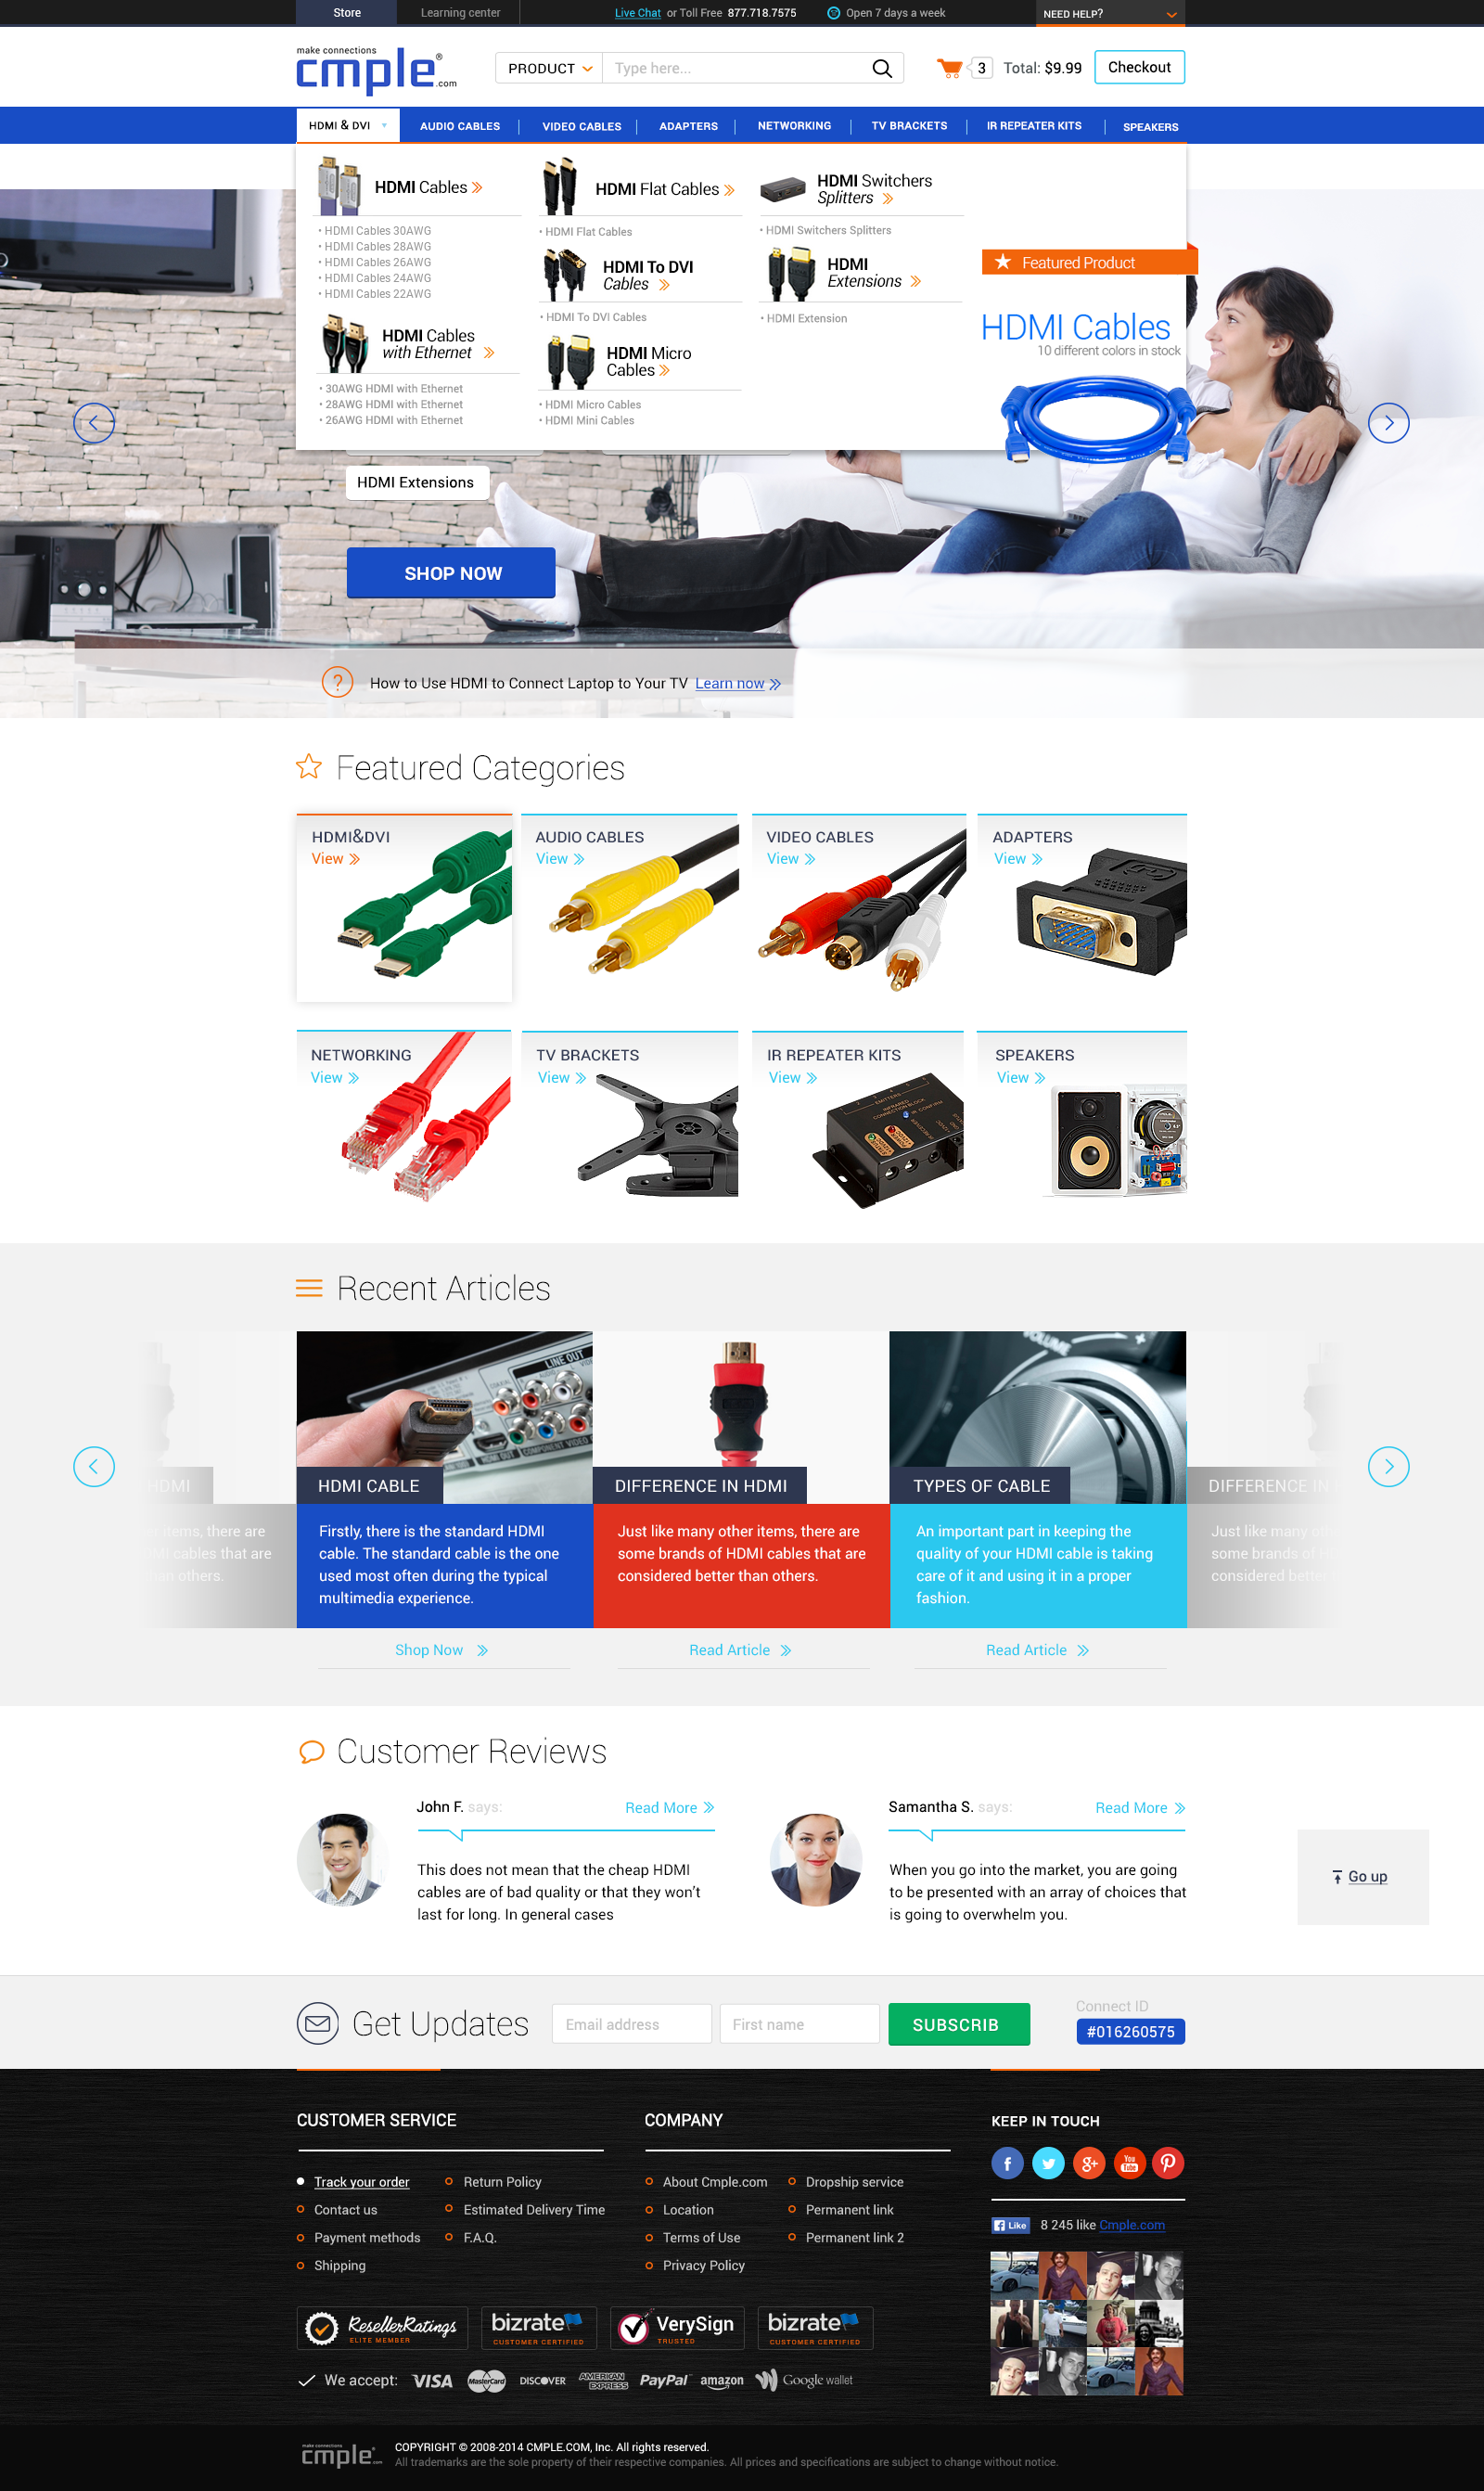 Store
Learning center
Live Chat or Toll Free 877.718.7575
Open 7 days a week
NEED HELP?
make connections
cmple®.com
PRODUCT
Type here...
3
Total: $9.99
Checkout
HDMI & DVI
AUDIO CABLES
VIDEO CABLES
ADAPTERS
NETWORKING
TV BRACKETS
IR REPEATER KITS
SPEAKERS
HDMI Cables
• HDMI Cables 30AWG
• HDMI Cables 28AWG
• HDMI Cables 26AWG
• HDMI Cables 24AWG
• HDMI Cables 22AWG
HDMI Cables
with Ethernet
• 30AWG HDMI with Ethernet
• 28AWG HDMI with Ethernet
• 26AWG HDMI with Ethernet
HDMI Flat Cables
• HDMI Flat Cables
HDMI To DVI
Cables
• HDMI To DVI Cables
HDMI Micro
Cables
• HDMI Micro Cables
• HDMI Mini Cables
HDMI Switchers
Splitters
• HDMI Switchers Splitters
HDMI
Extensions
• HDMI Extension
Featured Product
HDMI Cables
10 different colors in stock
HDMI Extensions
SHOP NOW
? How to Use HDMI to Connect Laptop to Your TV Learn now
Featured Categories
HDMI&DVI
View
AUDIO CABLES
View
VIDEO CABLES
View
ADAPTERS
View
NETWORKING
View
TV BRACKETS
View
IR REPEATER KITS
View
EMITTERS
INFRARED
CONNECTION BLOCK
IR CONFIRM
SPEAKERS
View
Recent Articles
HDMI
items, there are
HDMI cables that are
than others.
LINE OUT
HDMI OUT
COMPONENT VIDEO
HDMI CABLE
Firstly, there is the standard HDMI
cable. The standard cable is the one
used most often during the typical
multimedia experience.
Shop Now
DIFFERENCE IN HDMI
Just like many other items, there are
some brands of HDMI cables that are
considered better than others.
Read Article
VOLUME
TYPES OF CABLE
An important part in keeping the
quality of your HDMI cable is taking
care of it and using it in a proper
fashion.
Read Article
DIFFERENCE IN
Just like many
some brands of
considered
Customer Reviews
John F. says:
Read More
This does not mean that the cheap HDMI
cables are of bad quality or that they won't
last for long. In general cases
Samantha S. says:
Read More
When you go into the market, you are going
to be presented with an array of choices that
is going to overwhelm you.
Go up
Get Updates
Email address
First name
SUBSCRIB
Connect ID
#016260575
CUSTOMER SERVICE
Track your order
Contact us
Payment methods
Shipping
Return Policy
Estimated Delivery Time
F.A.Q.
COMPANY
About Cmple.com
Location
Terms of Use
Privacy Policy
Dropship service
Permanent link
Permanent link 2
KEEP IN TOUCH
f
g+
You Tube
f Like
8 245 like Cmple.com
ResellerRatings
ELITE MEMBER
bizrate
CUSTOMER CERTIFIED
VerySign
TRUSTED
bizrate
CUSTOMER CERTIFIED
We accept:
VISA
MasterCard
DISCOVER
AMERICAN EXPRESS
PayPal
amazon
Google wallet
make connections
cmple.com
COPYRIGHT © 2008-2014 CMPLE.COM, Inc. All rights reserved.
All trademarks are the sole property of their respective companies. All prices and specifications are subject to change without notice.